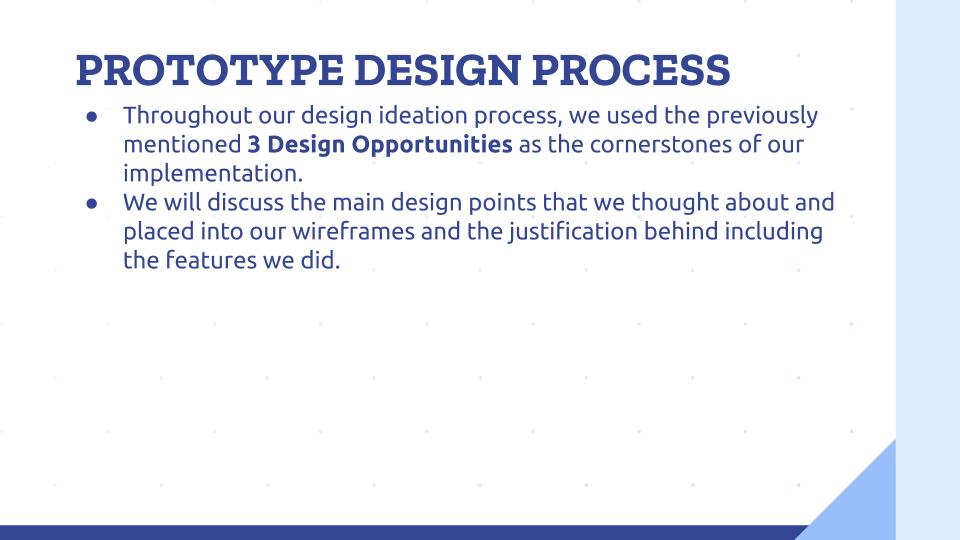 PROTOTYPE DESIGN PROCESS
● Throughout our design ideation process, we used the previously
mentioned 3 Design Opportunities as the cornerstones of our
implementation.
● We will discuss the main design points that we thought about and
placed into our wireframes and the justification behind including
the features we did.